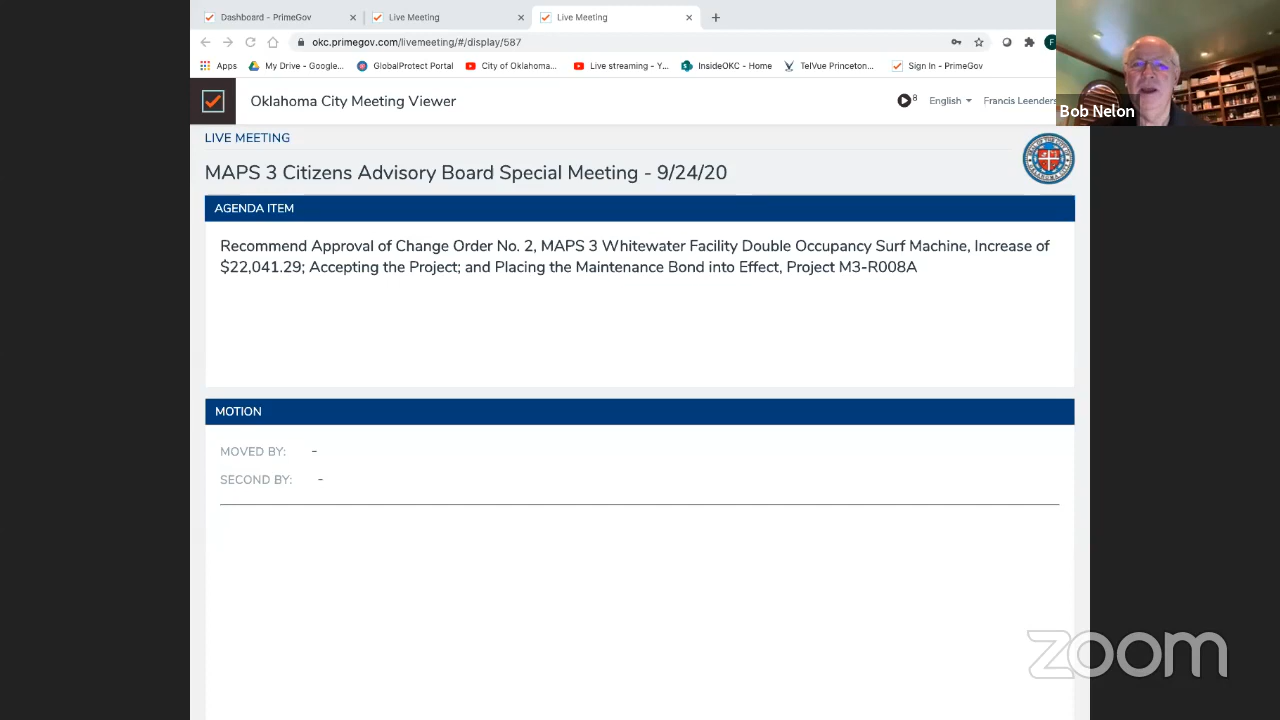 Dashboard - PrimeGov
Live Meeting
Live Meeting
okc.primegov.com/livemeeting/#/display/587
F
Apps
My Drive - Google...
GlobalProtect Portal
City of Oklahoma...
Live streaming - Y...
InsideOKC - Home
TelVue Princeton...
Sign In - PrimeGov
Oklahoma City Meeting Viewer
8
English
Francis Leenders
Bob Nelon
LIVE MEETING
MAPS 3 Citizens Advisory Board Special Meeting - 9/24/20
AGENDA ITEM
Recommend Approval of Change Order No. 2, MAPS 3 Whitewater Facility Double Occupancy Surf Machine, Increase of
$22,041.29; Accepting the Project; and Placing the Maintenance Bond into Effect, Project M3-R008A
MOTION
MOVED BY: -
SECOND BY: -
zoom